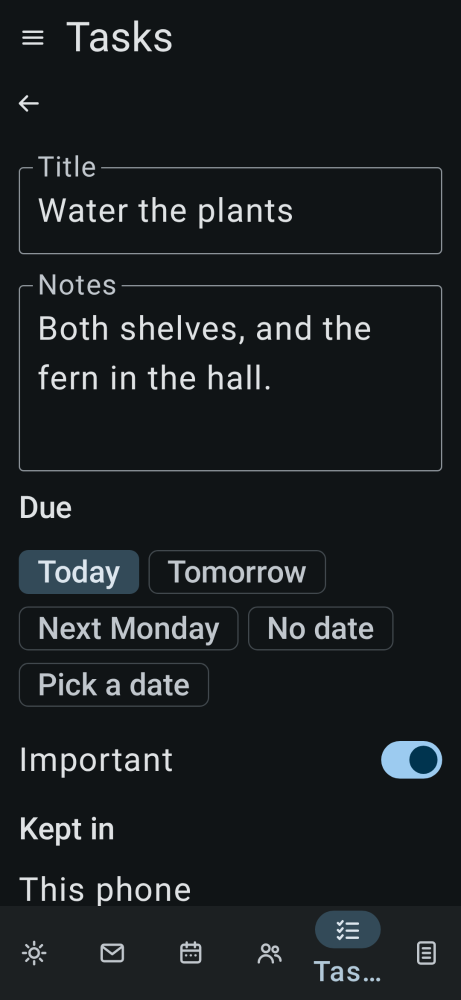 Tasks
Title
Water the plants
Notes
Both shelves, and the
fern in the hall.
Due
Today
Tomorrow
Next Monday
No date
Pick a date
Important
Kept in
This phone
Tas…